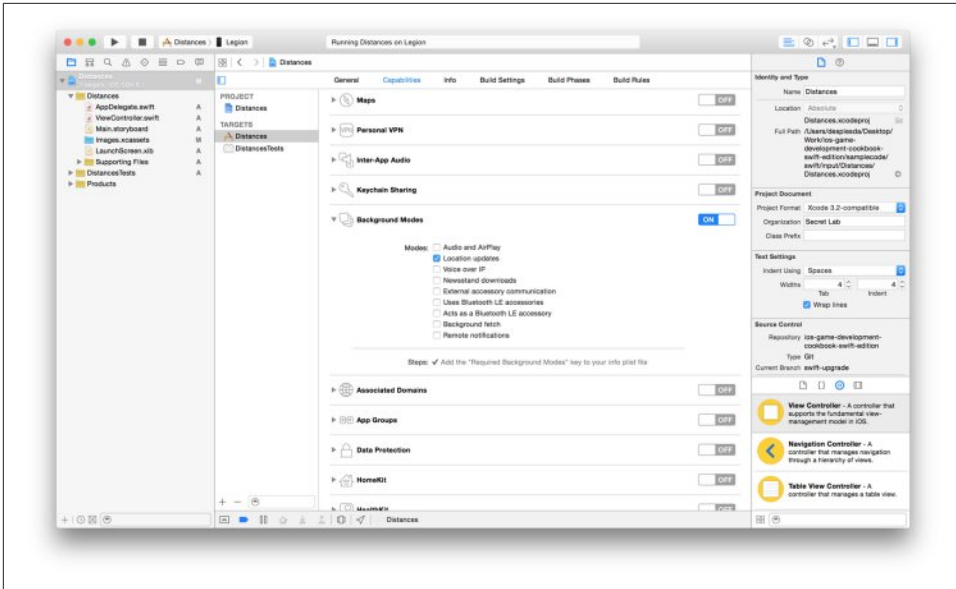 Distances
Legion
Running Distances on Legion
Distances
Distances
M
Distances
AppDelegate.swift A
ViewController.swift A
Main.storyboard A
Images.xcassets M
LaunchScreen.xib A
Supporting Files A
DistancesTests A
Products
General Capabilities Info Build Settings Build Phases Build Rules
PROJECT
Distances
TARGETS
Distances
DistancesTests
Maps OFF
VPN Personal VPN OFF
Inter-App Audio OFF
Keychain Sharing OFF
Background Modes ON
Modes: Audio and AirPlay
Location updates
Voice over IP
Newsstand downloads
External accessory communication
Uses Bluetooth LE accessories
Acts as a Bluetooth LE accessory
Background fetch
Remote notifications
Steps: ✓ Add the "Required Background Modes" key to your info plist file
Associated Domains OFF
App Groups OFF
Data Protection OFF
HomeKit OFF
HealthKit OFF
Distances
Identity and Type
Name Distances
Location Absolute
Distances.xcodeproj
Full Path /Users/desplesda/Desktop/
Work/ios-game-
development-cookbook-
swift-edition/samplecode/
swift/input/Distances/
Distances.xcodeproj
Project Document
Project Format Xcode 3.2-compatible
Organization Secret Lab
Class Prefix
Text Settings
Indent Using Spaces
Widths 4 4
Tab Indent
Wrap lines
Source Control
Repository ios-game-development-
cookbook-swift-edition
Type Git
Current Branch swift-upgrade
View Controller - A controller that
supports the fundamental view-
management model in iOS.
Navigation Controller - A
controller that manages navigation
through a hierarchy of views.
Table View Controller - A
controller that manages a table view.